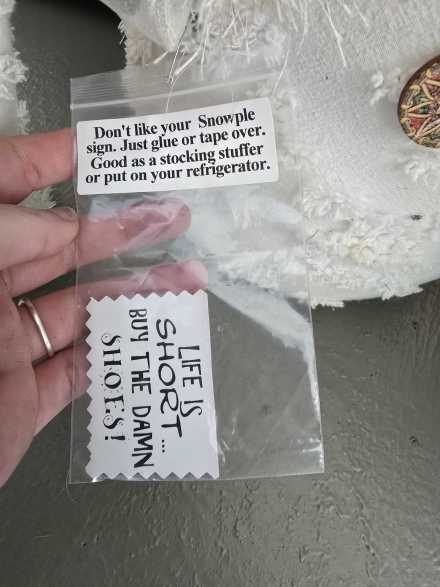 Don't like your Snowple
sign. Just glue or tape over.
Good as a stocking stuffer
or put on your refrigerator.
LIFE IS
SHORT...
BUY THE DAMN
SHOES!